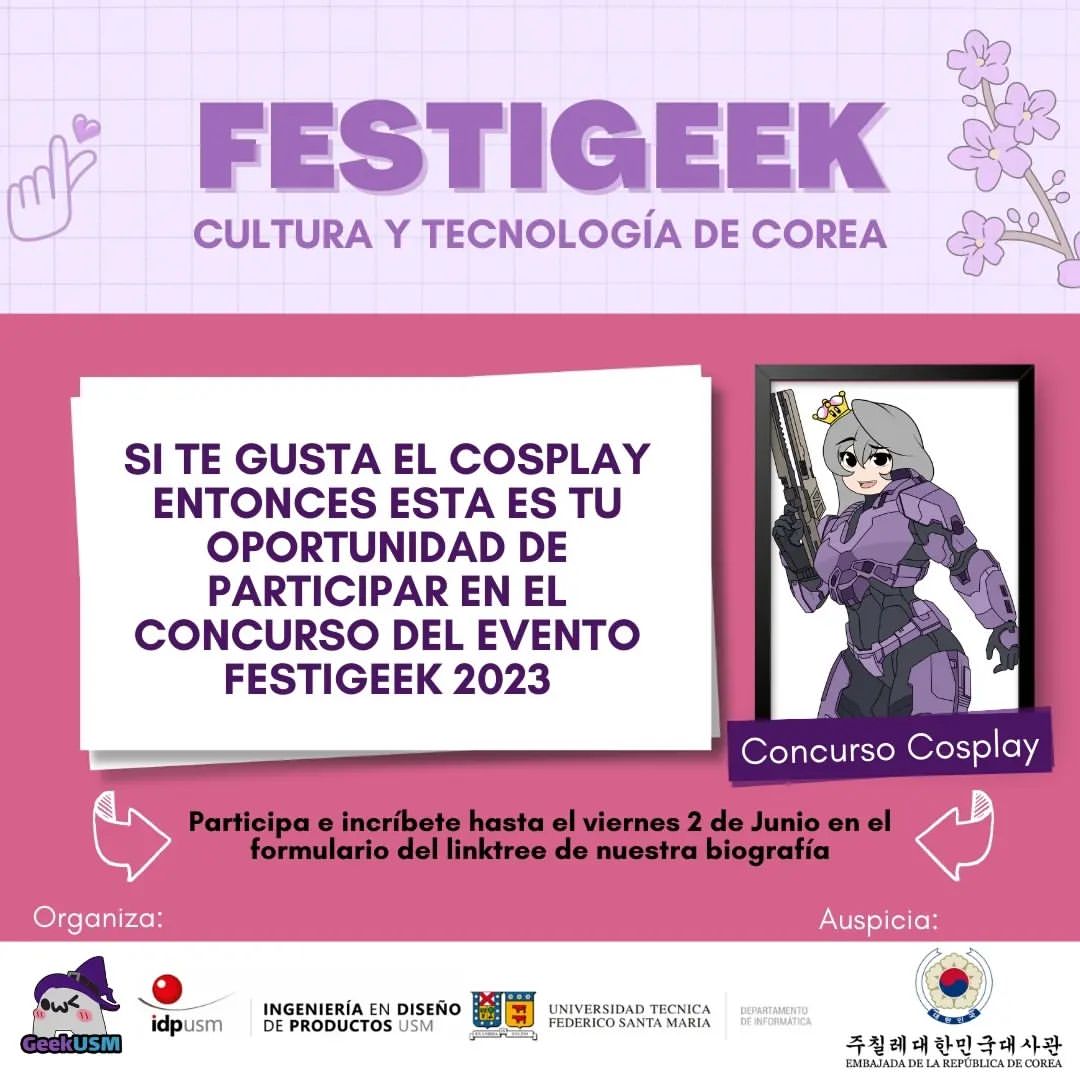 FESTIGEEK
CULTURA Y TECNOLOGÍA DE COREA
SI TE GUSTA EL COSPLAY
ENTONCES ESTA ES TU
OPORTUNIDAD DE
PARTICIPAR EN EL
CONCURSO DEL EVENTO
FESTIGEEK 2023
Concurso Cosplay
Participa e incríbete hasta el viernes 2 de Junio en el
formulario del linktree de nuestra biografía
Organiza:
Auspicia:
GeekUSM
idpusm
INGENIERÍA EN DISEÑO
DE PRODUCTOS USM
UNIVERSIDAD TECNICA
FEDERICO SANTA MARIA
DEPARTAMENTO
DE INFORMÁTICA
대한민국
주칠레대한민국대사관
EMBAJADA DE LA REPÚBLICA DE COREA